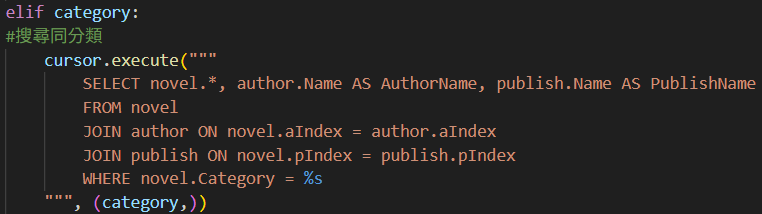 elif category:
#搜尋同分類
    cursor.execute("""
        SELECT novel.*, author.Name AS AuthorName, publish.Name AS PublishName
        FROM novel
        JOIN author ON novel.aIndex = author.aIndex
        JOIN publish ON novel.pIndex = publish.pIndex
        WHERE novel.Category = %s
    """, (category,))